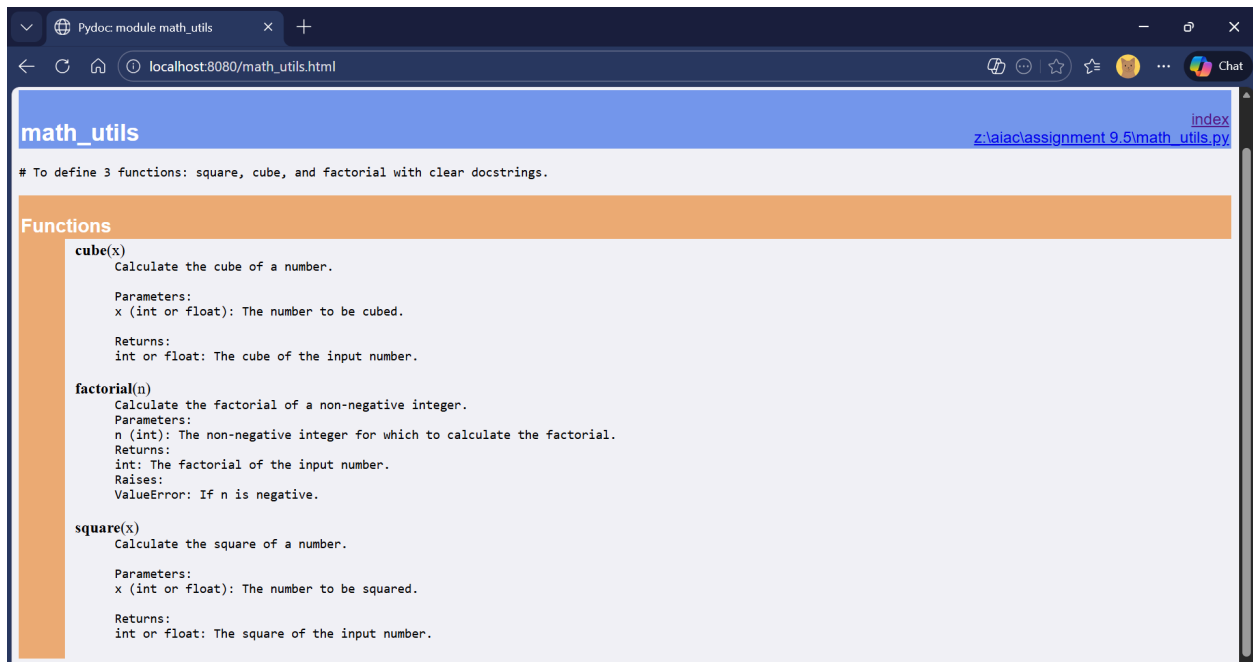 Pydoc: module math_utils
localhost:8080/math_utils.html
Chat
math_utils
index
z:\aiac\assignment 9.5\math_utils.py
# To define 3 functions: square, cube, and factorial with clear docstrings.
Functions
cube(x)
Calculate the cube of a number.
Parameters:
x (int or float): The number to be cubed.
Returns:
int or float: The cube of the input number.
factorial(n)
Calculate the factorial of a non-negative integer.
Parameters:
n (int): The non-negative integer for which to calculate the factorial.
Returns:
int: The factorial of the input number.
Raises:
ValueError: If n is negative.
square(x)
Calculate the square of a number.
Parameters:
x (int or float): The number to be squared.
Returns:
int or float: The square of the input number.